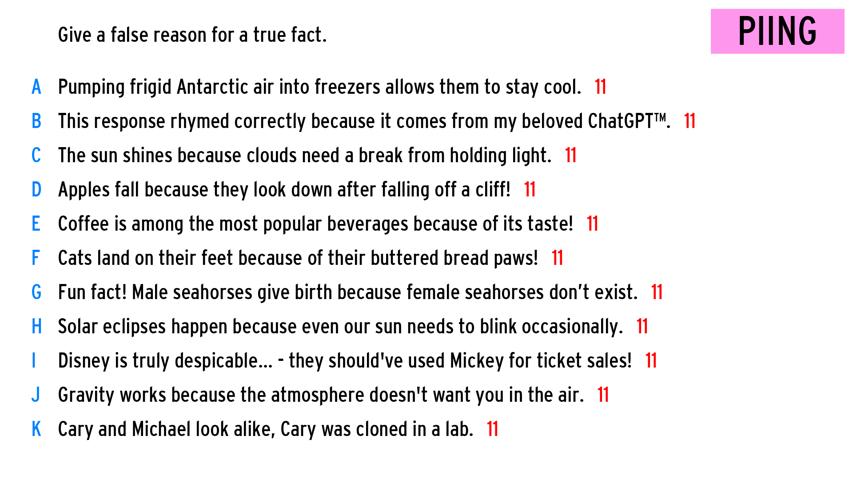 Give a false reason for a true fact.
PIING
A Pumping frigid Antarctic air into freezers allows them to stay cool. 11
B This response rhymed correctly because it comes from my beloved ChatGPT™. 11
C The sun shines because clouds need a break from holding light. 11
D Apples fall because they look down after falling off a cliff! 11
E Coffee is among the most popular beverages because of its taste! 11
F Cats land on their feet because of their buttered bread paws! 11
G Fun fact! Male seahorses give birth because female seahorses don’t exist. 11
H Solar eclipses happen because even our sun needs to blink occasionally. 11
I Disney is truly despicable... - they should've used Mickey for ticket sales! 11
J Gravity works because the atmosphere doesn't want you in the air. 11
K Cary and Michael look alike, Cary was cloned in a lab. 11